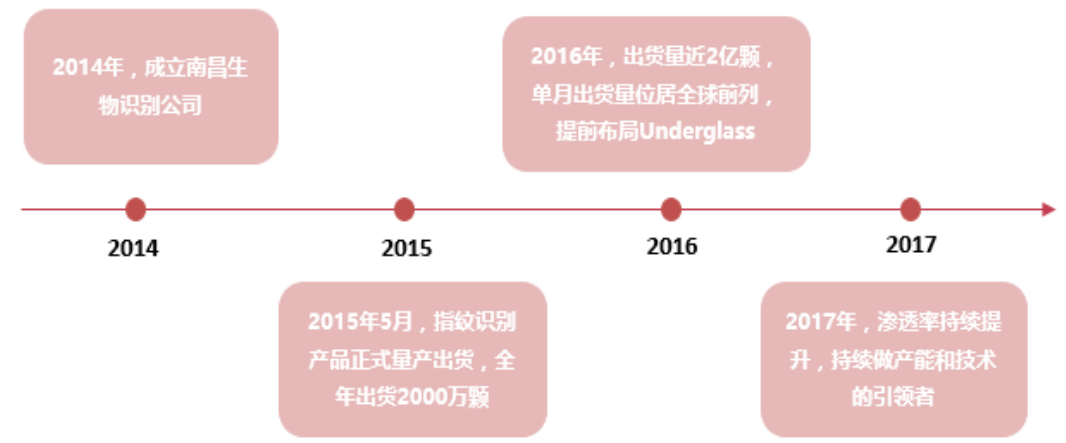 2014年，成立南昌生
物识别公司
2016年，出货量近2亿颗，
单月出货量位居全球前列，
提前布局Underglass
2014
2015
2016
2017
2015年5月，指纹识别
产品正式量产出货，全
年出货2000万颗
2017年，渗透率持续提
升，持续做产能和技术
的引领者